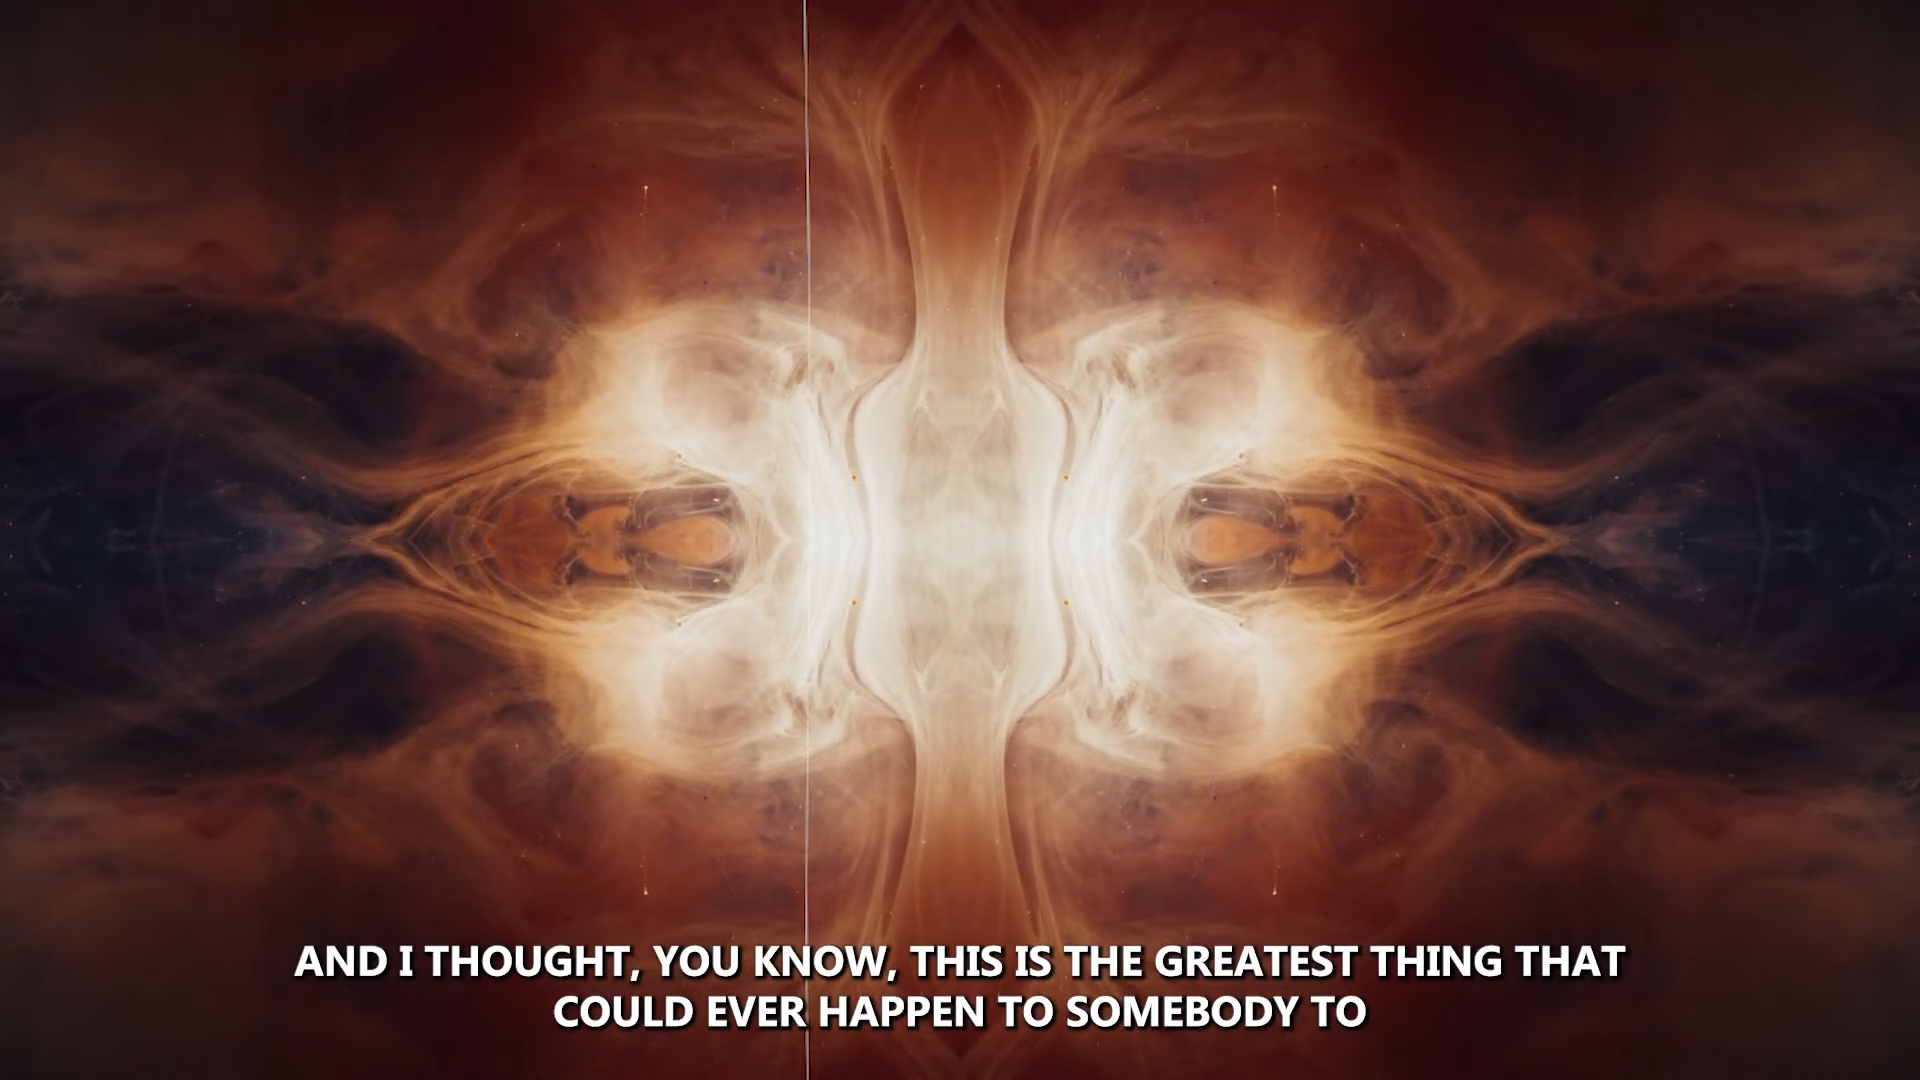 AND I THOUGHT, YOU KNOW, THIS IS THE GREATEST THING THAT
COULD EVER HAPPEN TO SOMEBODY TO